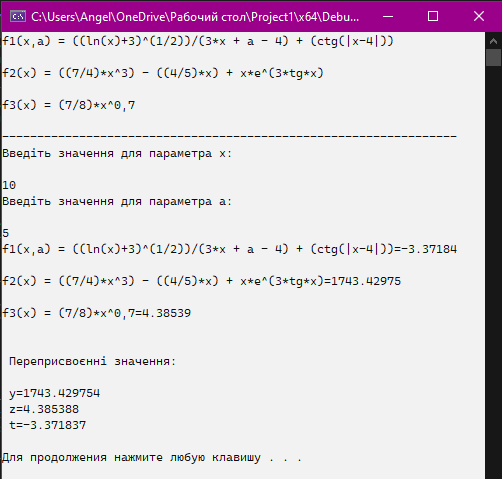 C:\Users\Angel\OneDrive\Рабочий стол\Project1\x64\Debu...
f1(x,a) = ((ln(x)+3)^(1/2))/(3*x + a − 4) + (ctg(|x−4|))
f2(x) = ((7/4)*x^3) − ((4/5)*x) + x*e^(3*tg*x)
f3(x) = (7/8)*x^0,7
−−−−−−−−−−−−−−−−−−−−−−−−−−−−−−−−−−−−−−−−−−−−−−−−−−−−−−−−−−−−−−−−−
Введіть значення для параметра x:
10
Введіть значення для параметра a:
5
f1(x,a) = ((ln(x)+3)^(1/2))/(3*x + a − 4) + (ctg(|x−4|))=−3.37184
f2(x) = ((7/4)*x^3) − ((4/5)*x) + x*e^(3*tg*x)=1743.42975
f3(x) = (7/8)*x^0,7=4.38539
Переприсвоєнні значення:
y=1743.429754
z=4.385388
t=−3.371837
Для продолжения нажмите любую клавишу . . .